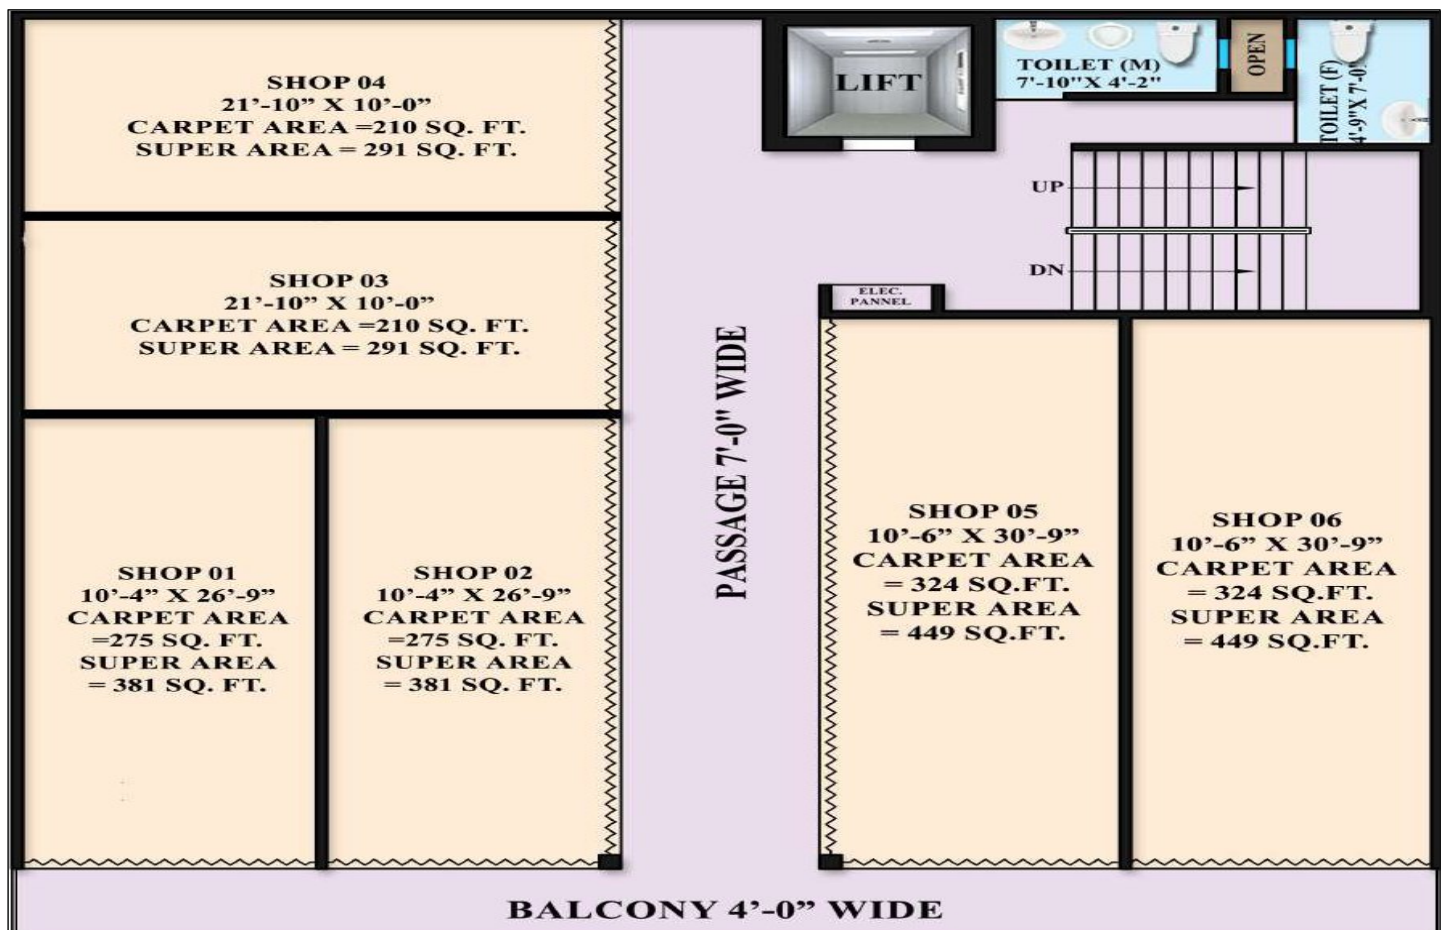 SHOP 04
21’-10” X 10’-0”
CARPET AREA =210 SQ. FT.
SUPER AREA = 291 SQ. FT.
SHOP 03
21’-10” X 10’-0”
CARPET AREA =210 SQ. FT.
SUPER AREA = 291 SQ. FT.
SHOP 01
10’-4” X 26’-9”
CARPET AREA
=275 SQ. FT.
SUPER AREA
= 381 SQ. FT.
SHOP 02
10’-4” X 26’-9”
CARPET AREA
=275 SQ. FT.
SUPER AREA
= 381 SQ. FT.
PASSAGE 7'-0" WIDE
LIFT
TOILET (M)
7'-10"X 4'-2"
OPEN
TOILET (F)
4'-9"X 7'-0"
UP
DN
ELEC.
PANNEL
SHOP 05
10’-6” X 30’-9”
CARPET AREA
= 324 SQ.FT.
SUPER AREA
= 449 SQ.FT.
SHOP 06
10’-6” X 30’-9”
CARPET AREA
= 324 SQ.FT.
SUPER AREA
= 449 SQ.FT.
BALCONY 4’-0” WIDE